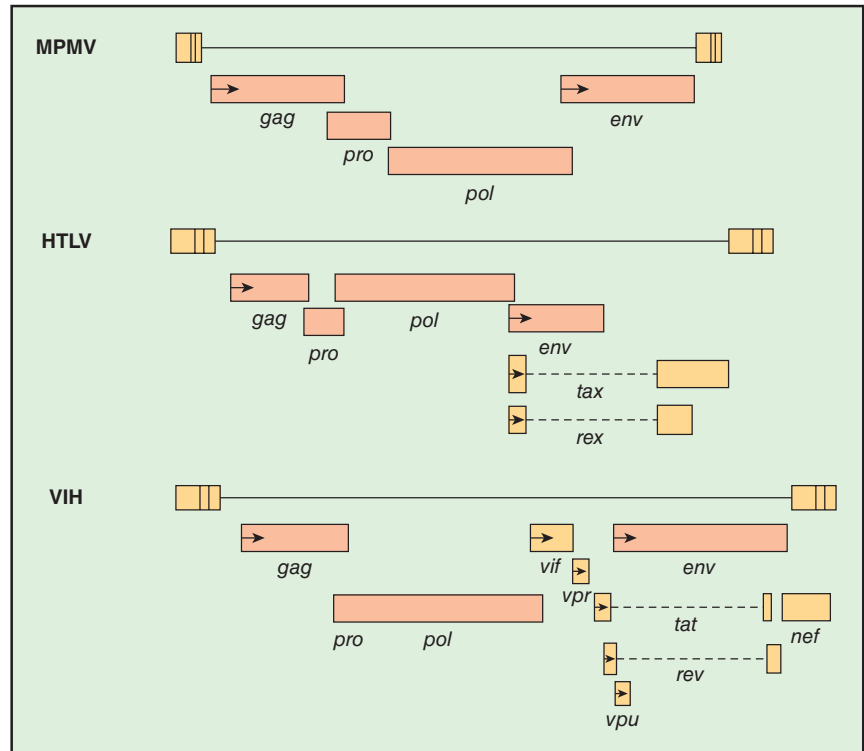 MPMV
gag
env
pro
pol
HTLV
gag
pol
pro
env
tax
rex
VIH
gag
vif
env
vpr
pro pol
tat
nef
rev
vpu